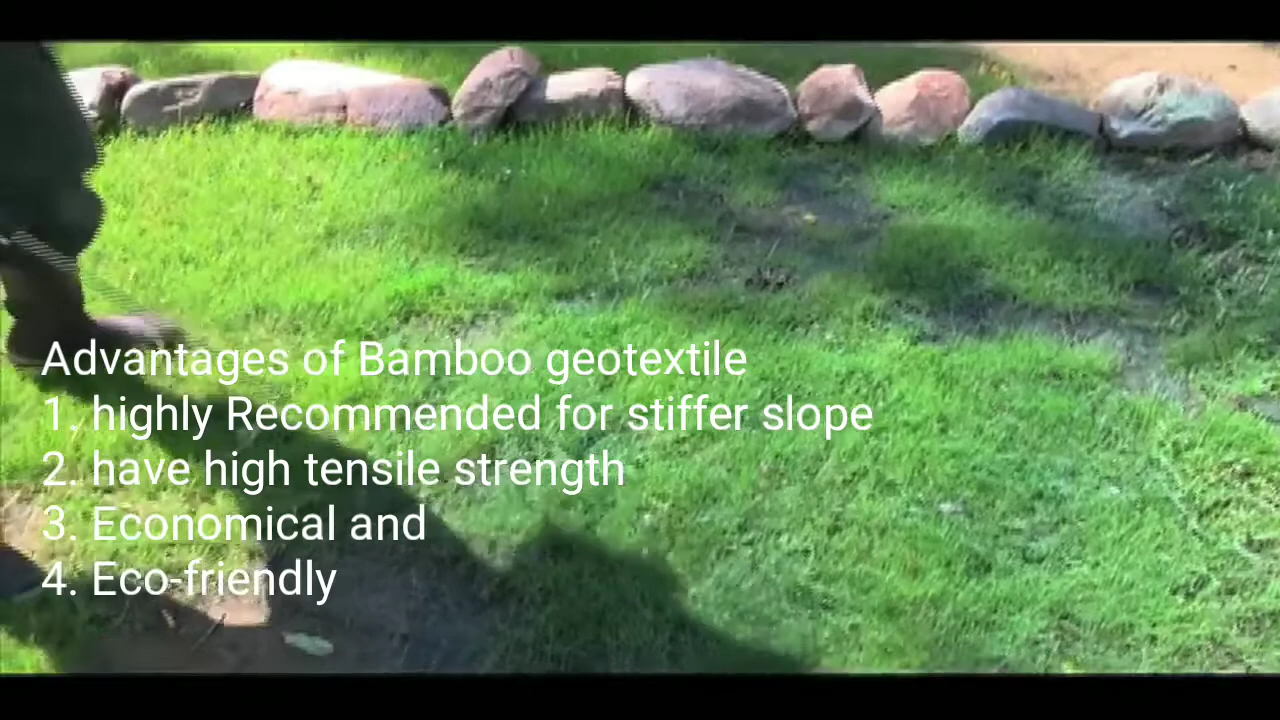 Advantages of Bamboo geotextile
1. highly Recommended for stiffer slope
2. have high tensile strength
3. Economical and
4. Eco-friendly